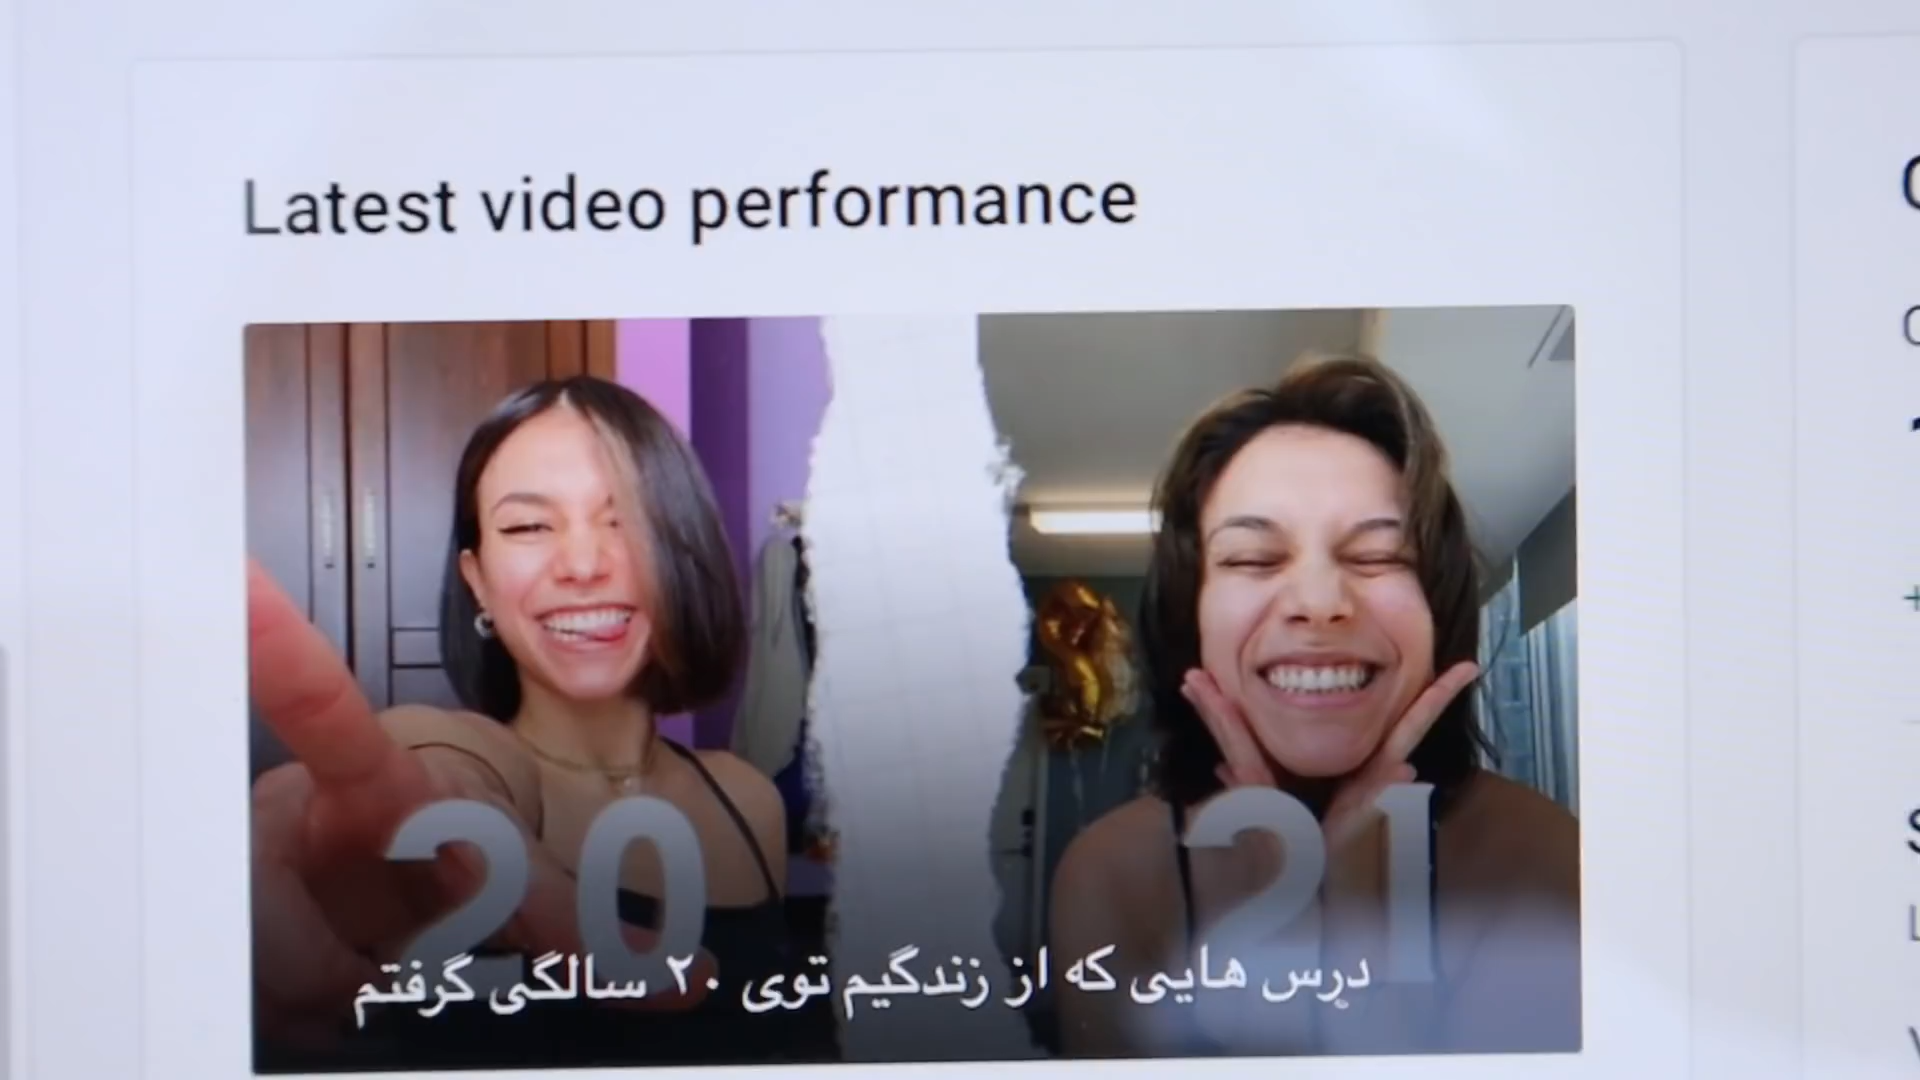 Latest video performance
20
21
درس هایی که از زندگیم توی ۲۰ سالگی گرفتم